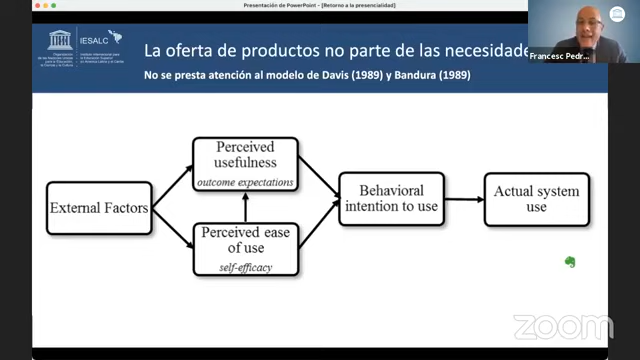 Presentación de PowerPoint - [Retorno a la presencialidad]
IESALC
La oferta de productos no parte de las necesidade
No se presta atención al modelo de Davis (1989) y Bandura (1989)
Francesc Pedr...
Perceived
usefulness
outcome expectations
External Factors
Perceived ease
of use
self-efficacy
Behavioral
intention to use
Actual system
use
zoom